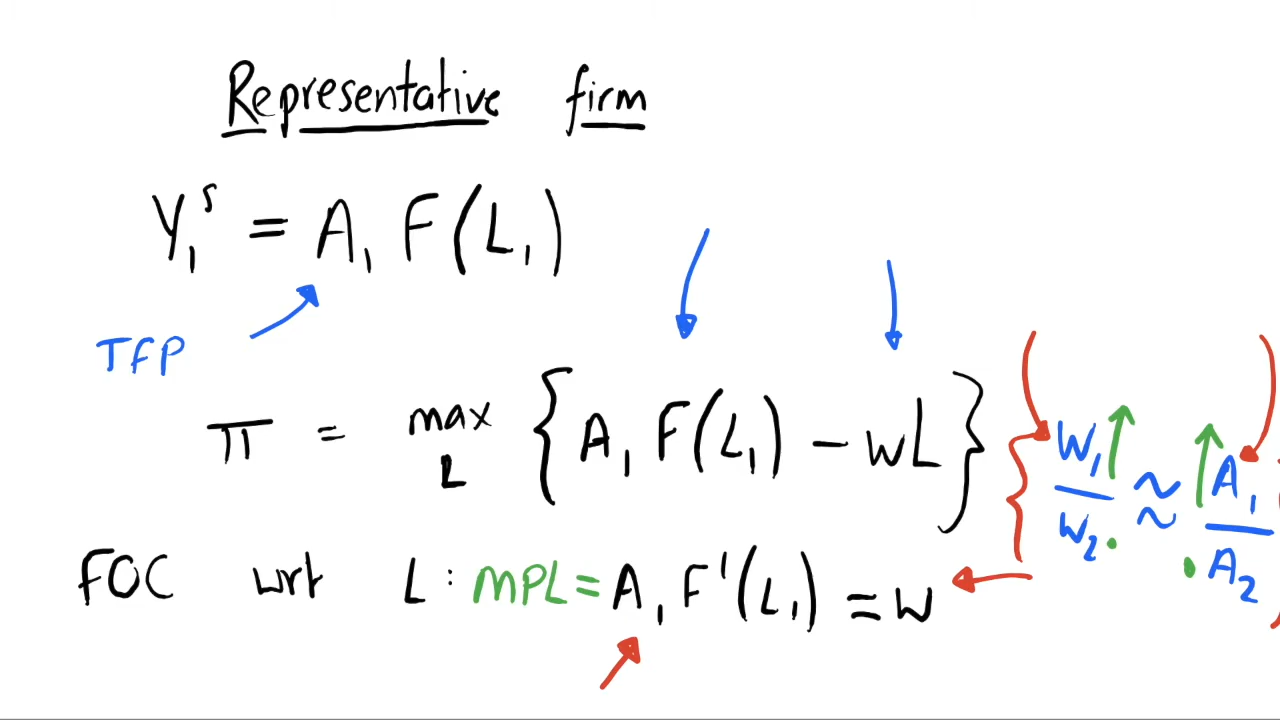 Representative firm
Y₁ˢ = A₁ F(L₁)
TFP
π = max { A₁ F(L₁) − wL }
L
W₁/W₂ ≈ A₁/A₂
FOC wrt L: MPL = A₁ F'(L₁) = w